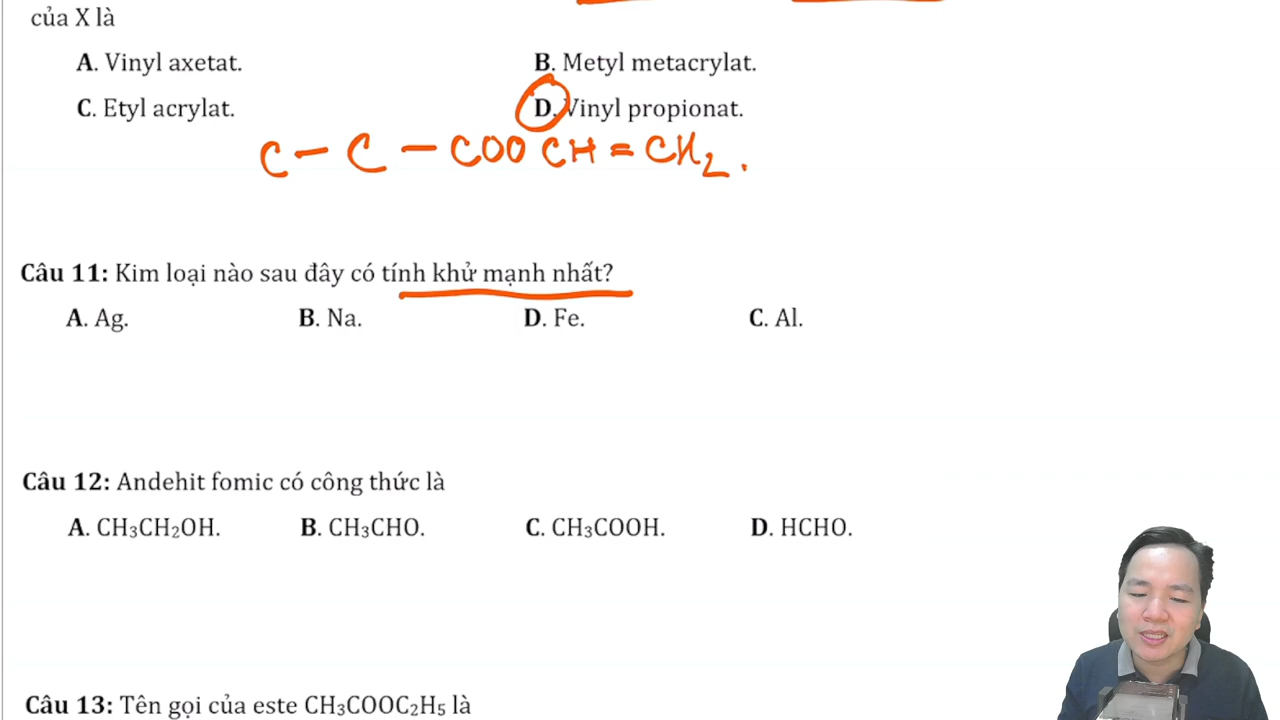 của X là
A. Vinyl axetat. B. Metyl metacrylat.
C. Etyl acrylat. D. Vinyl propionat.
C – C – COOCH = CH₂.
Câu 11: Kim loại nào sau đây có tính khử mạnh nhất?
A. Ag. B. Na. D. Fe. C. Al.
Câu 12: Andehit fomic có công thức là
A. CH₃CH₂OH. B. CH₃CHO. C. CH₃COOH. D. HCHO.
Câu 13: Tên gọi của este CH₃COOC₂H₅ là